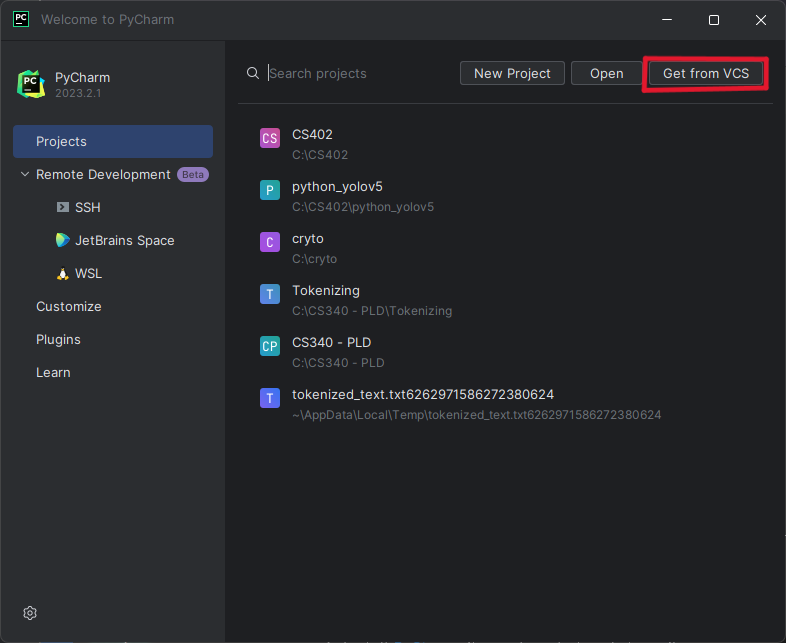 PC Welcome to PyCharm
PC
PyCharm
2023.2.1
Projects
Remote Development Beta
SSH
JetBrains Space
WSL
Customize
Plugins
Learn
Search projects New Project Open Get from VCS
CS CS402
C:\CS402
P python_yolov5
C:\CS402\python_yolov5
C cryto
C:\cryto
T Tokenizing
C:\CS340 - PLD\Tokenizing
CP CS340 - PLD
C:\CS340 - PLD
T tokenized_text.txt6262971586272380624
~\AppData\Local\Temp\tokenized_text.txt6262971586272380624